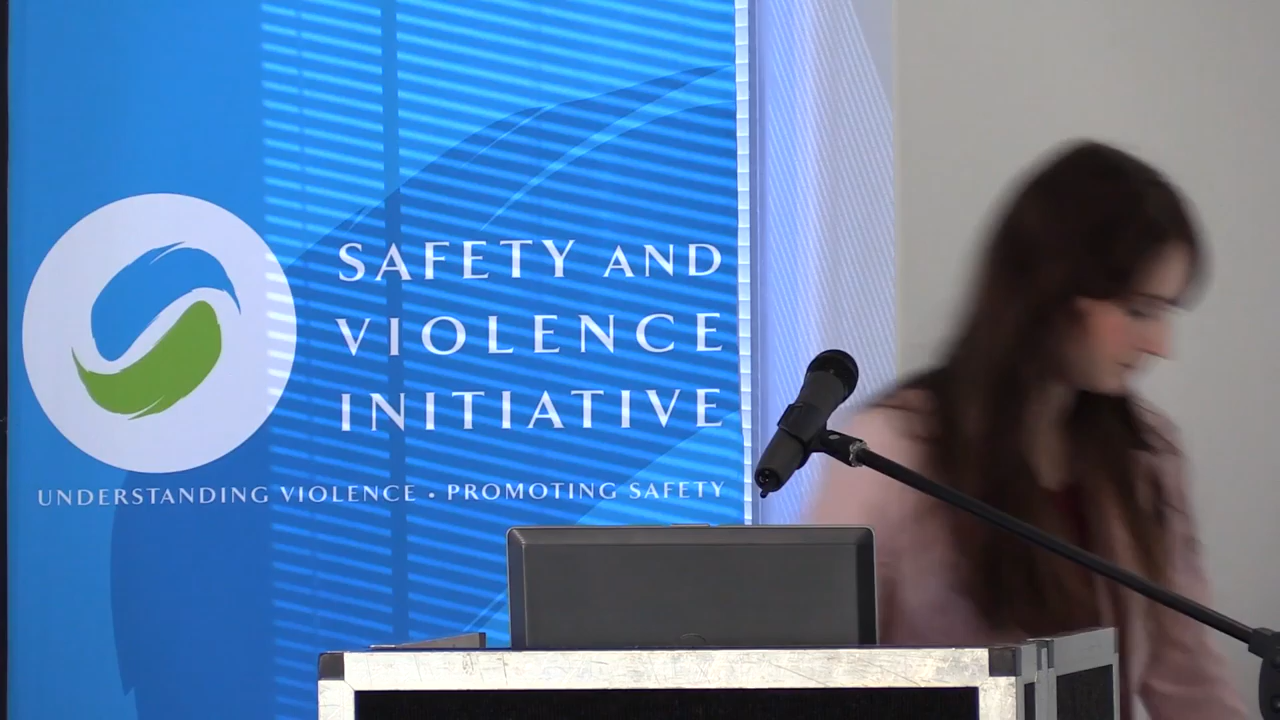 SAFETY AND
VIOLENCE
INITIATIVE
UNDERSTANDING VIOLENCE • PROMOTING SAFETY